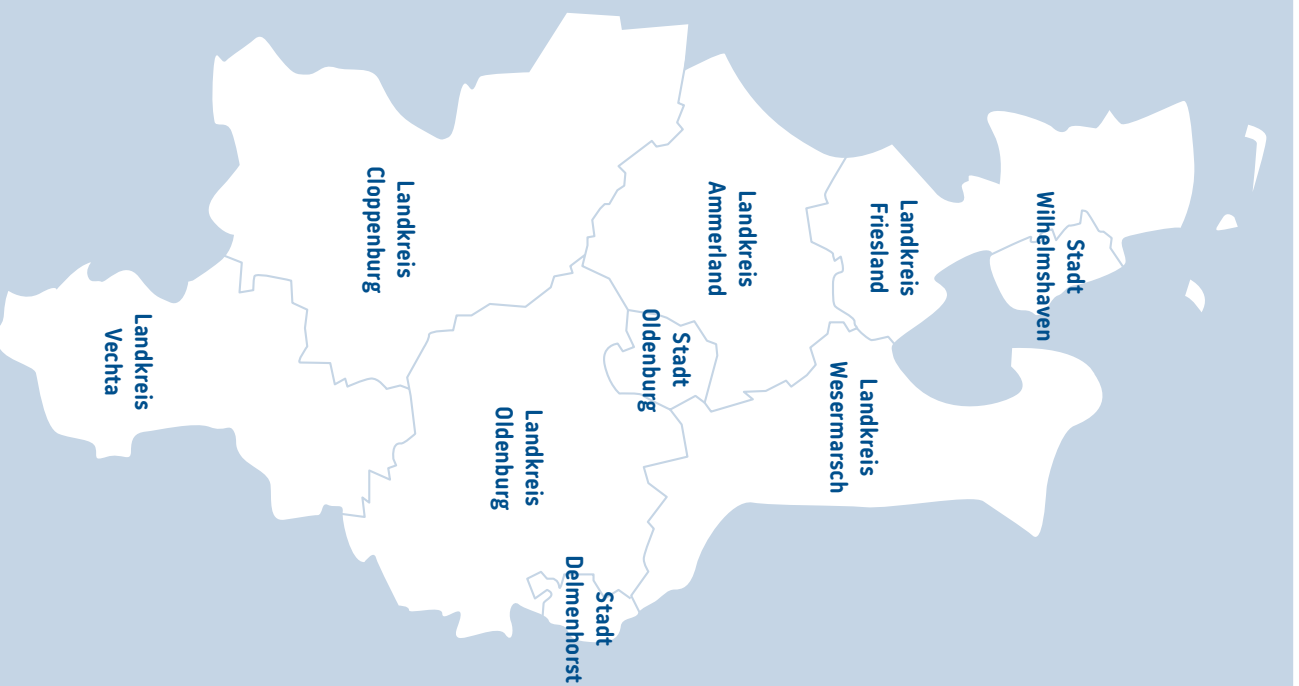 Stadt
Wilhelmshaven
Landkreis
Friesland
Landkreis
Ammerland
Landkreis
Wesermarsch
Stadt
Oldenburg
Landkreis
Cloppenburg
Landkreis
Oldenburg
Stadt
Delmenhorst
Landkreis
Vechta